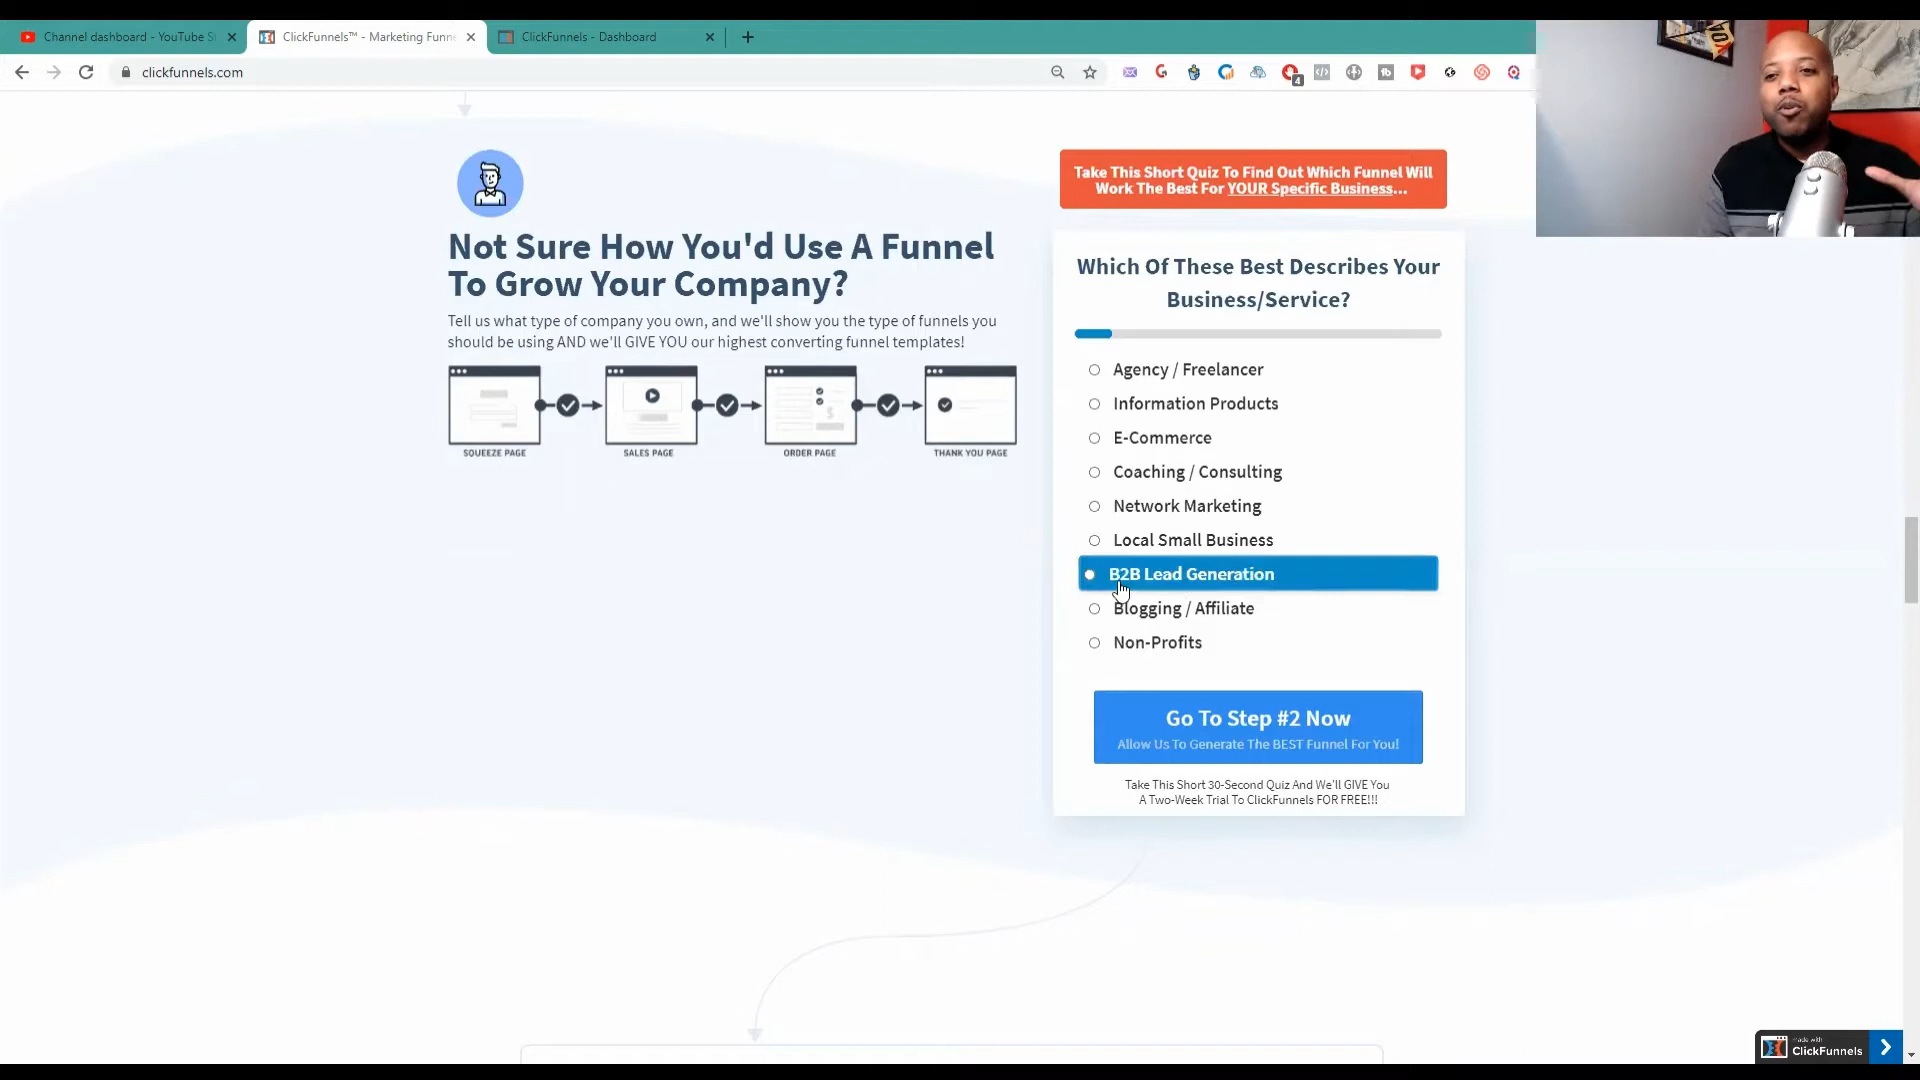 Channel dashboard - YouTube S
ClickFunnels™ - Marketing Funne
ClickFunnels - Dashboard
clickfunnels.com
4
Take This Short Quiz To Find Out Which Funnel Will
Work The Best For YOUR Specific Business...
Not Sure How You'd Use A Funnel
To Grow Your Company?
Tell us what type of company you own, and we'll show you the type of funnels you
should be using AND we'll GIVE YOU our highest converting funnel templates!
SQUEEZE PAGE
SALES PAGE
ORDER PAGE
THANK YOU PAGE
Which Of These Best Describes Your
Business/Service?
Agency / Freelancer
Information Products
E-Commerce
Coaching / Consulting
Network Marketing
Local Small Business
B2B Lead Generation
Blogging / Affiliate
Non-Profits
Go To Step #2 Now
Allow Us To Generate The BEST Funnel For You!
Take This Short 30-Second Quiz And We'll GIVE You
A Two-Week Trial To ClickFunnels FOR FREE!!!
made with
ClickFunnels